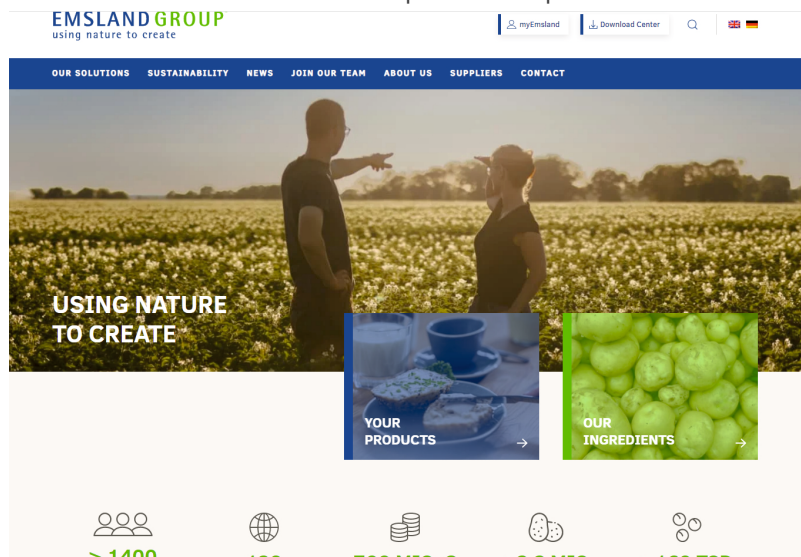 EMSLAND GROUP
using nature to create
myEmsland
Download Center
OUR SOLUTIONS SUSTAINABILITY NEWS JOIN OUR TEAM ABOUT US SUPPLIERS CONTACT
USING NATURE
TO CREATE
YOUR
PRODUCTS
OUR
INGREDIENTS
> 1400